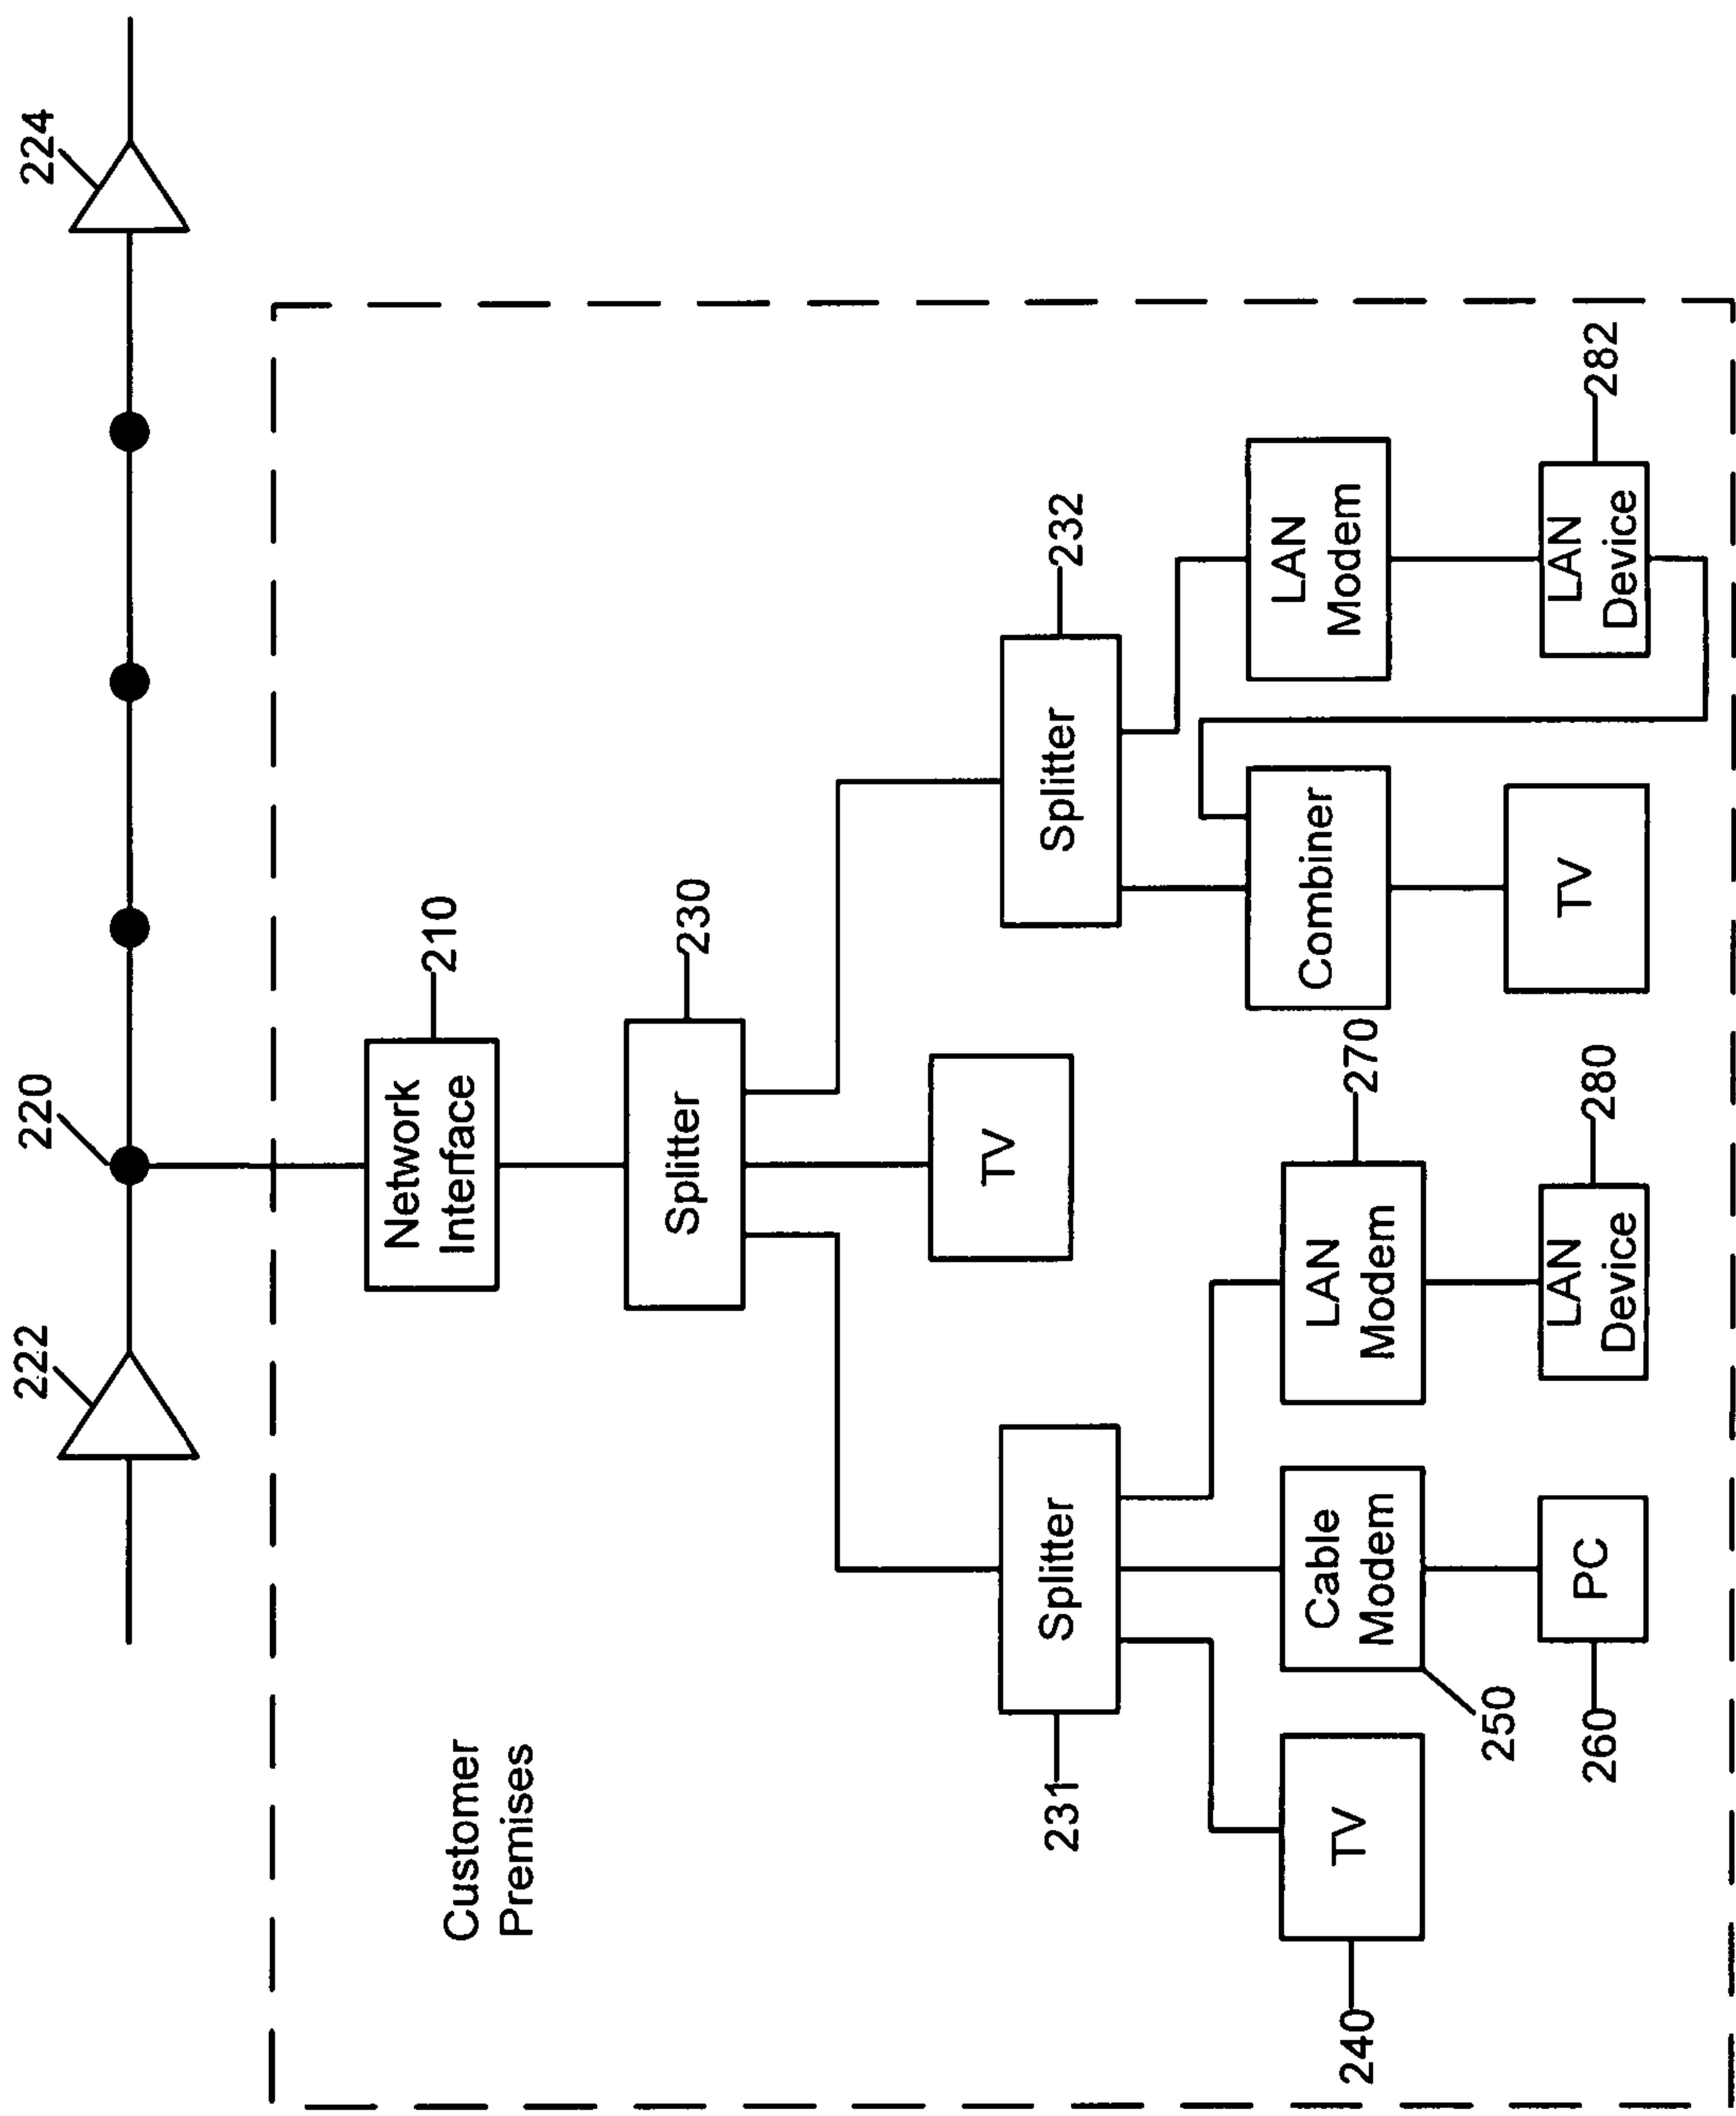 222
220
224
Customer
Premises
Network
Interface
210
Splitter
230
TV
Splitter
231
Splitter
232
TV
240
Cable
Modem
250
LAN
Modem
270
Combiner
LAN
Modem
PC
260
LAN
Device
280
TV
LAN
Device
282